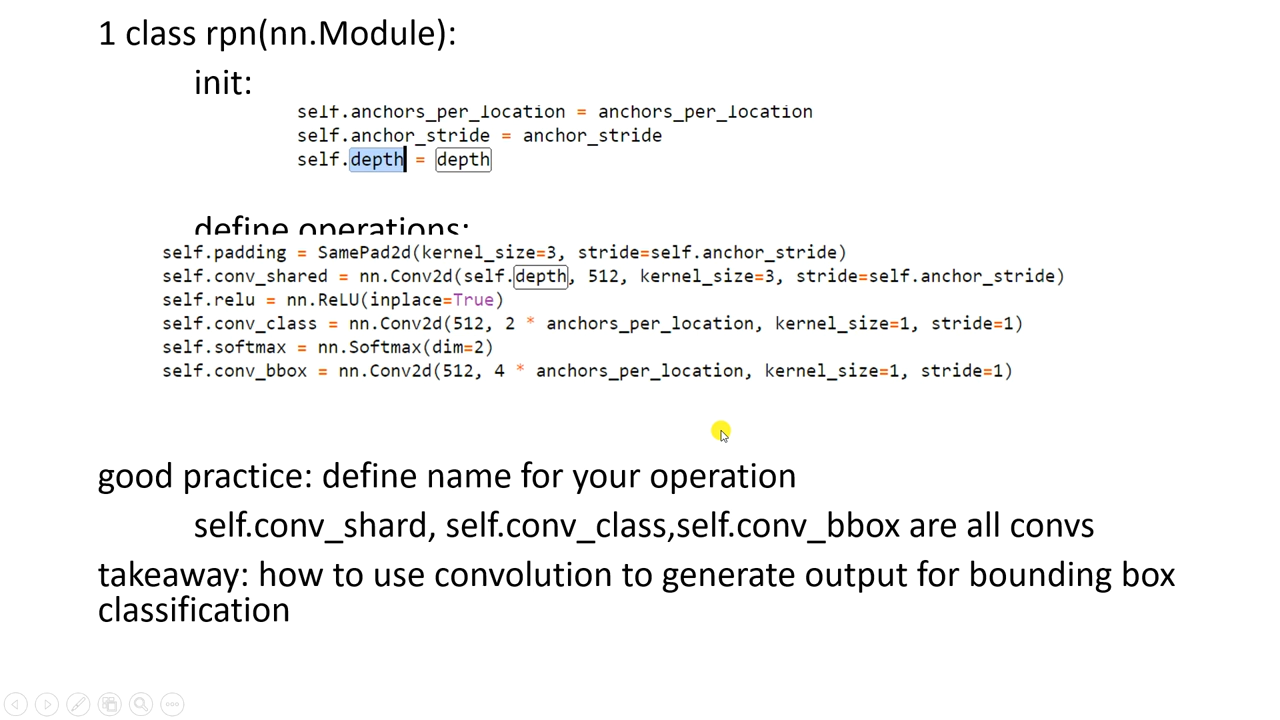 1 class rpn(nn.Module):
init:
self.anchors_per_location = anchors_per_location
self.anchor_stride = anchor_stride
self.depth = depth
define operations:
self.padding = SamePad2d(kernel_size=3, stride=self.anchor_stride)
self.conv_shared = nn.Conv2d(self.depth, 512, kernel_size=3, stride=self.anchor_stride)
self.relu = nn.ReLU(inplace=True)
self.conv_class = nn.Conv2d(512, 2 * anchors_per_location, kernel_size=1, stride=1)
self.softmax = nn.Softmax(dim=2)
self.conv_bbox = nn.Conv2d(512, 4 * anchors_per_location, kernel_size=1, stride=1)
good practice: define name for your operation
self.conv_shard, self.conv_class,self.conv_bbox are all convs
takeaway: how to use convolution to generate output for bounding box
classification